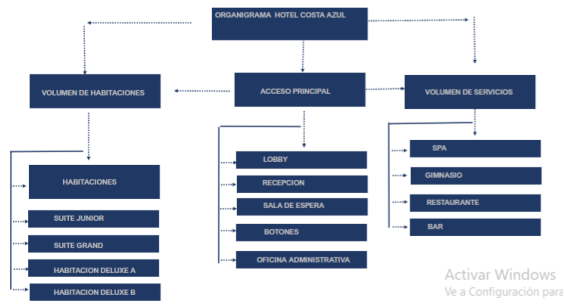 ORGANIGRAMA HOTEL COSTA AZUL
VOLUMEN DE HABITACIONES
ACCESO PRINCIPAL
VOLUMEN DE SERVICIOS
HABITACIONES
SUITE JUNIOR
SUITE GRAND
HABITACION DELUXE A
HABITACION DELUXE B
LOBBY
RECEPCION
SALA DE ESPERA
BOTONES
OFICINA ADMINISTRATIVA
SPA
GIMNASIO
RESTAURANTE
BAR
Activar Windows
Ve a Configuración para